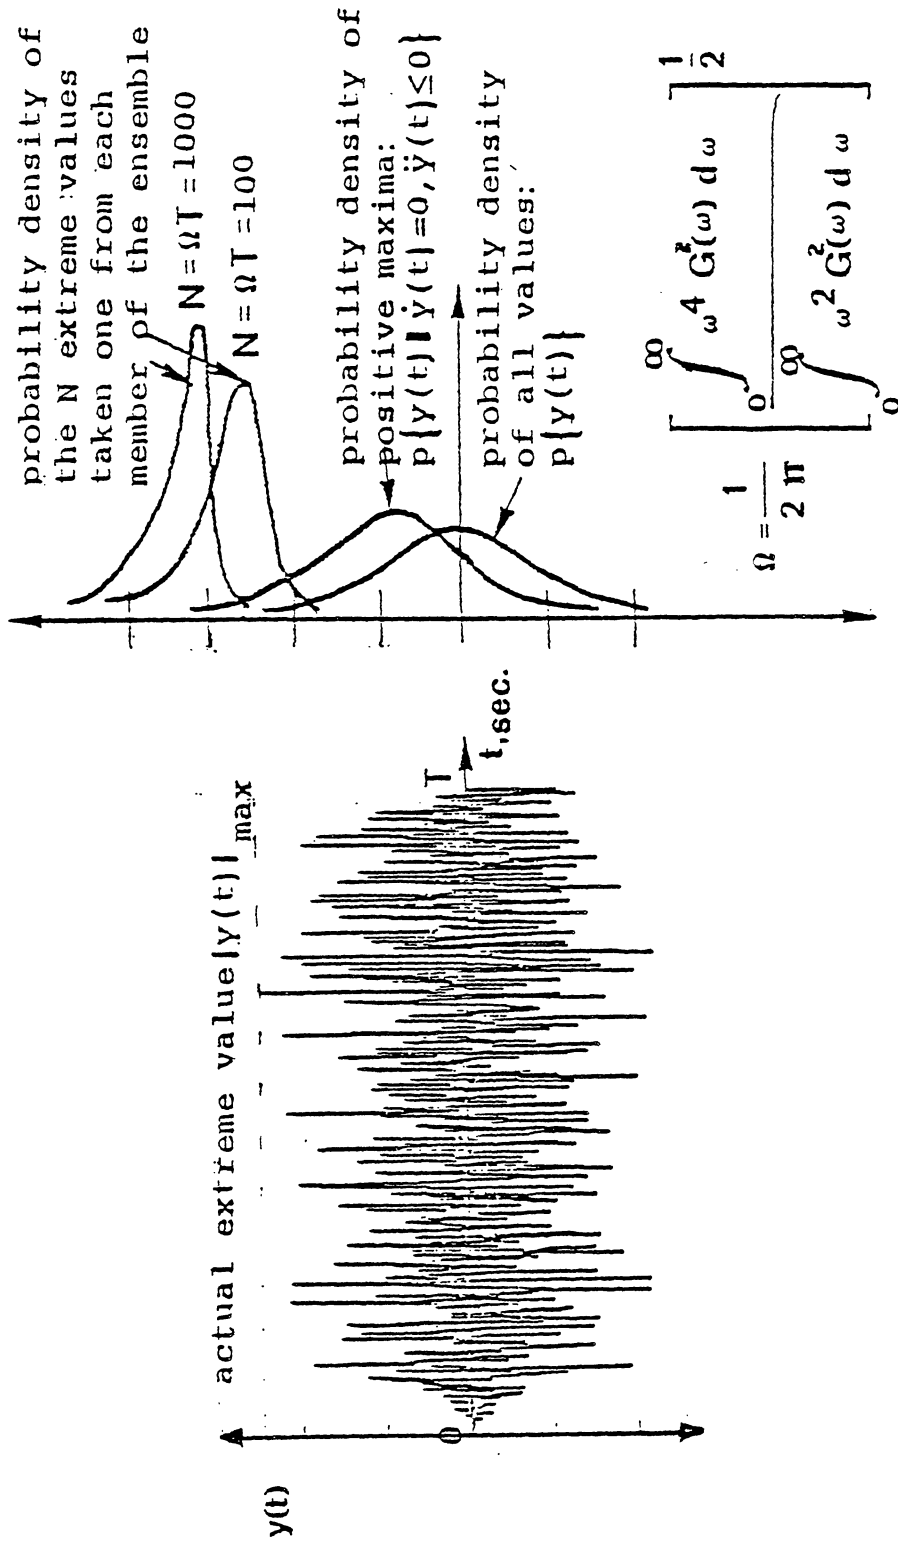 actual extreme value|y(t)|max
y(t)
0
T
t,sec.
probability density of
the N extreme values
taken one from each
member of the ensemble
N=ΩT=1000
N=ΩT=100
probability density of
positive maxima:
p{y(t)|ẏ(t)=0,ÿ(t)≤0}
probability density
of all values:
p{y(t)}
Ω = 1/2π [ ∫₀^∞ ω⁴ G²(ω) dω / ∫₀^∞ ω² G²(ω) dω ]^1/2